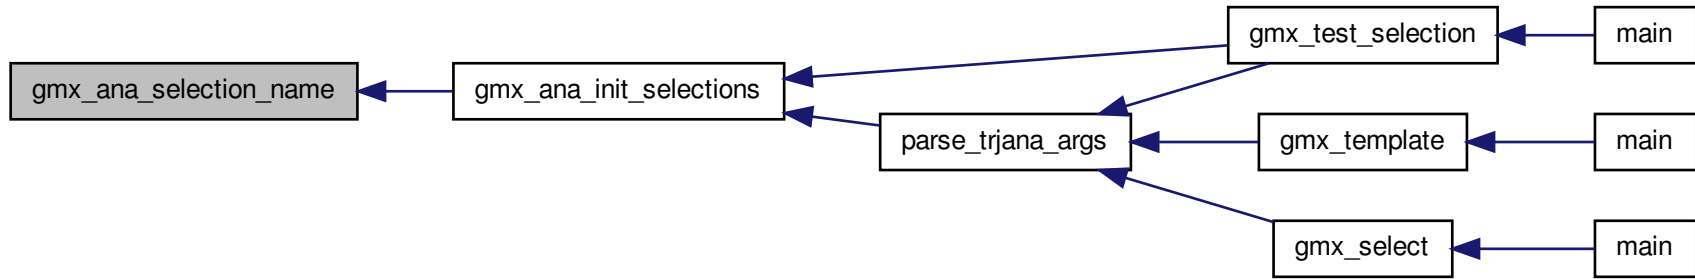 gmx_ana_selection_name
gmx_ana_init_selections
gmx_test_selection
main
parse_trjana_args
gmx_template
main
gmx_select
main